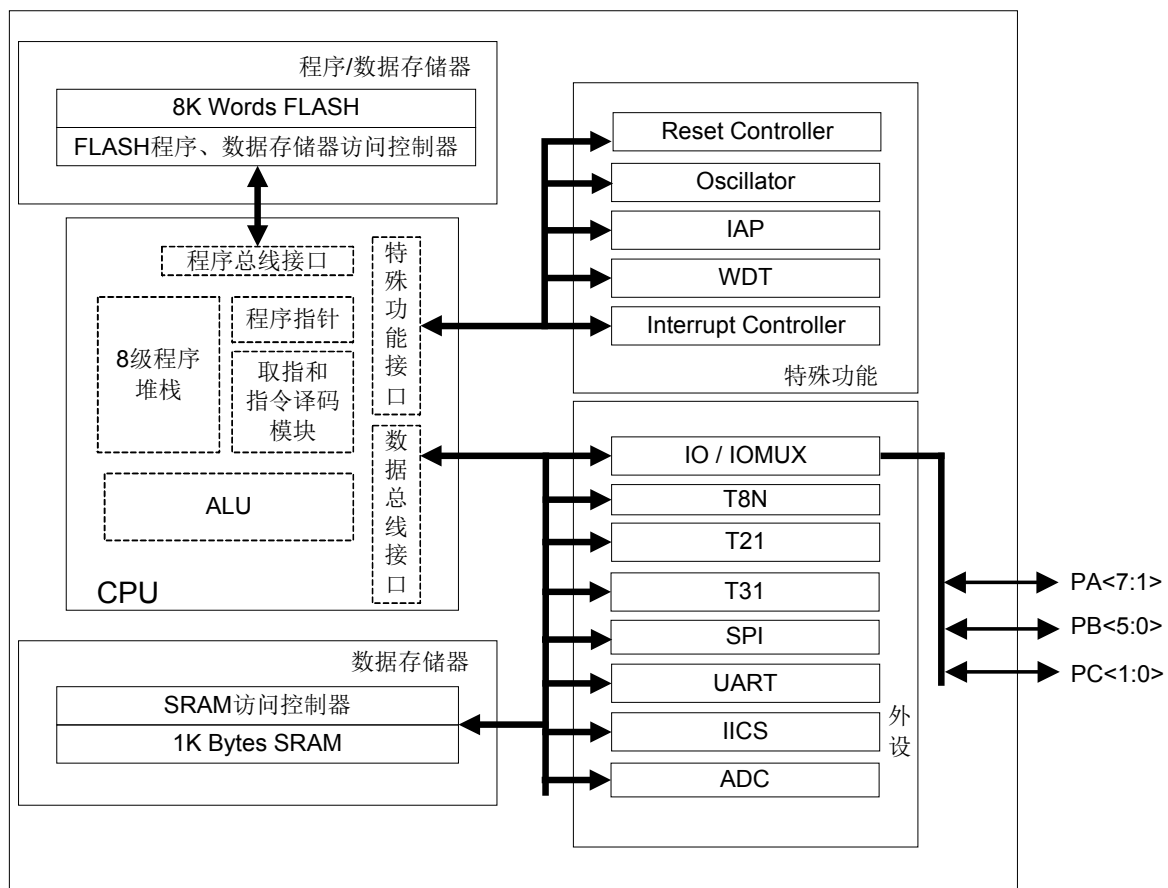 程序/数据存储器
8K Words FLASH
FLASH程序、数据存储器访问控制器
程序总线接口
特
殊
功
能
接
口
8级程序
堆栈
程序指针
取指和
指令译码
模块
ALU
数
据
总
线
接
口
CPU
数据存储器
SRAM访问控制器
1K Bytes SRAM
Reset Controller
Oscillator
IAP
WDT
Interrupt Controller
特殊功能
IO / IOMUX
T8N
T21
T31
SPI
UART
IICS
ADC
外
设
PA<7:1>
PB<5:0>
PC<1:0>